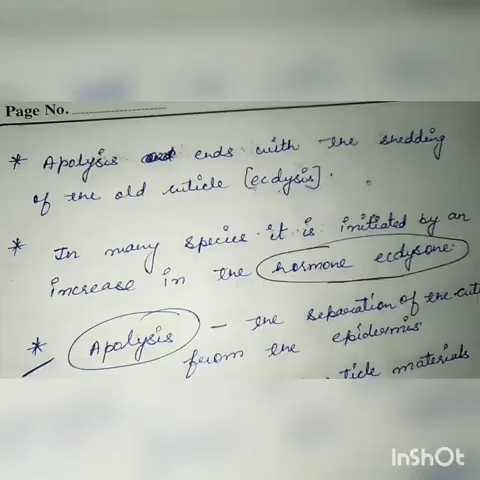 Page No.
* Apolysis ends with the shedding
of the old cuticle [ecdysis].
* In many species it is initiated by an
increase in the hormone ecdysone.
* Apolysis - the separation of the cuti
from the epidermis.
ticle materials
InShOt